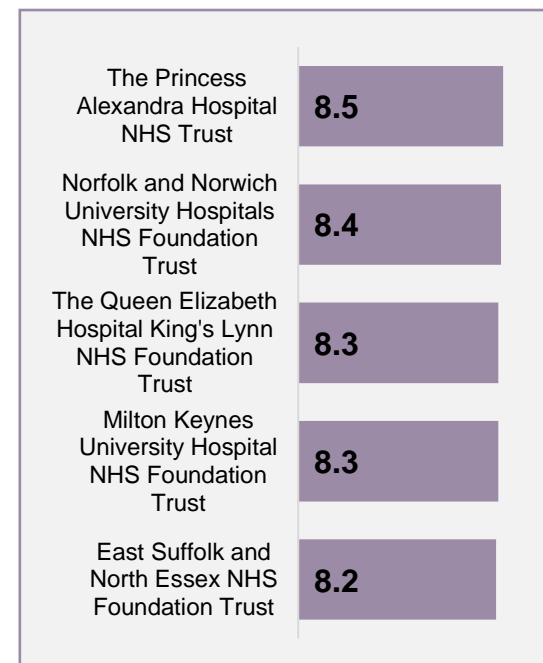 The Princess
Alexandra Hospital
NHS Trust
8.5
Norfolk and Norwich
University Hospitals
NHS Foundation
Trust
8.4
The Queen Elizabeth
Hospital King's Lynn
NHS Foundation
Trust
8.3
Milton Keynes
University Hospital
NHS Foundation
Trust
8.3
East Suffolk and
North Essex NHS
Foundation Trust
8.2